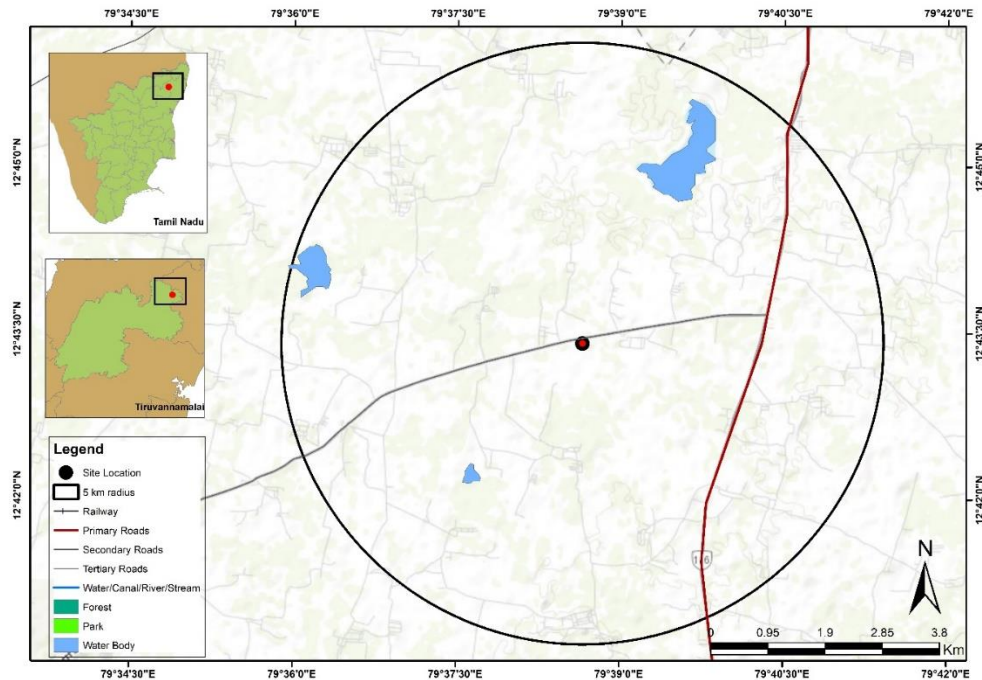 79°34'30"E 79°36'0"E 79°37'30"E 79°39'0"E 79°40'30"E 79°42'0"E
12°45'0"N
12°43'30"N
12°42'0"N
12°45'0"N
12°43'30"N
12°42'0"N
Tamil Nadu
Tiruvannamalai
Legend
Site Location
5 km radius
Railway
Primary Roads
Secondary Roads
Tertiary Roads
Water/Canal/River/Stream
Forest
Park
Water Body
N
0 0.95 1.9 2.85 3.8
Km
79°34'30"E 79°36'0"E 79°37'30"E 79°39'0"E 79°40'30"E 79°42'0"E